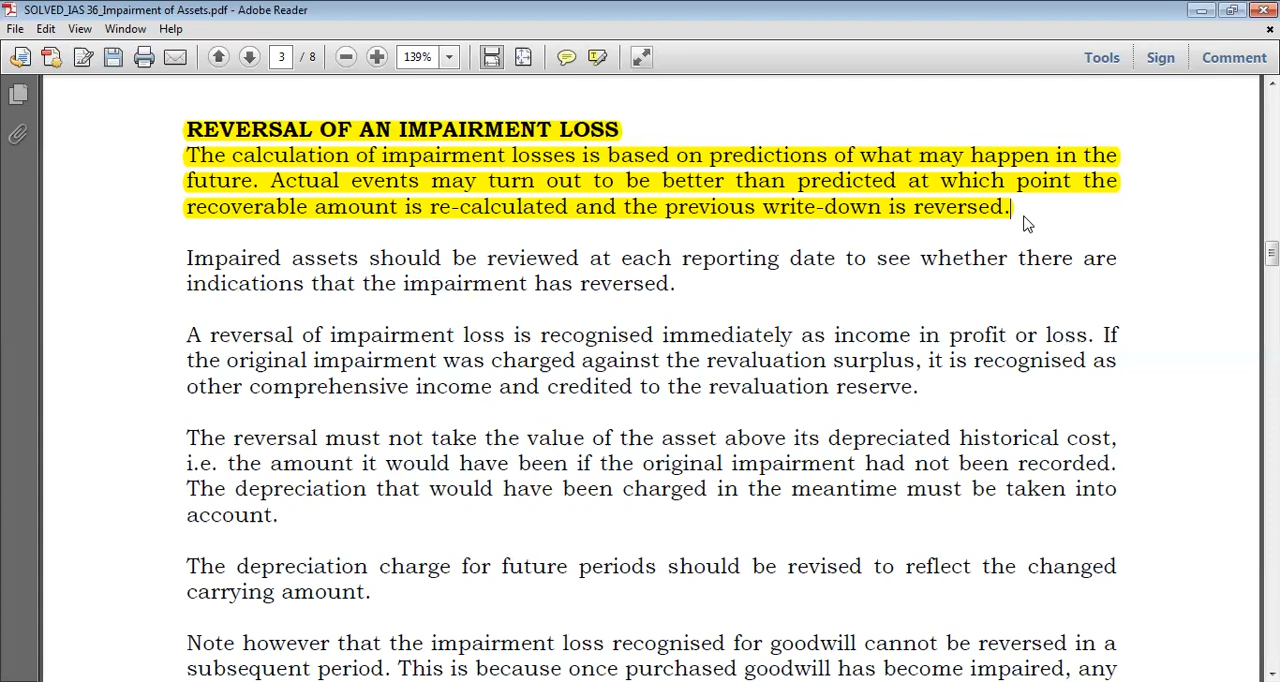 SOLVED_IAS 36_Impairment of Assets.pdf - Adobe Reader
File Edit View Window Help
3 / 8 139% Tools Sign Comment
REVERSAL OF AN IMPAIRMENT LOSS
The calculation of impairment losses is based on predictions of what may happen in the
future. Actual events may turn out to be better than predicted at which point the
recoverable amount is re-calculated and the previous write-down is reversed.
Impaired assets should be reviewed at each reporting date to see whether there are
indications that the impairment has reversed.
A reversal of impairment loss is recognised immediately as income in profit or loss. If
the original impairment was charged against the revaluation surplus, it is recognised as
other comprehensive income and credited to the revaluation reserve.
The reversal must not take the value of the asset above its depreciated historical cost,
i.e. the amount it would have been if the original impairment had not been recorded.
The depreciation that would have been charged in the meantime must be taken into
account.
The depreciation charge for future periods should be revised to reflect the changed
carrying amount.
Note however that the impairment loss recognised for goodwill cannot be reversed in a
subsequent period. This is because once purchased goodwill has become impaired, any